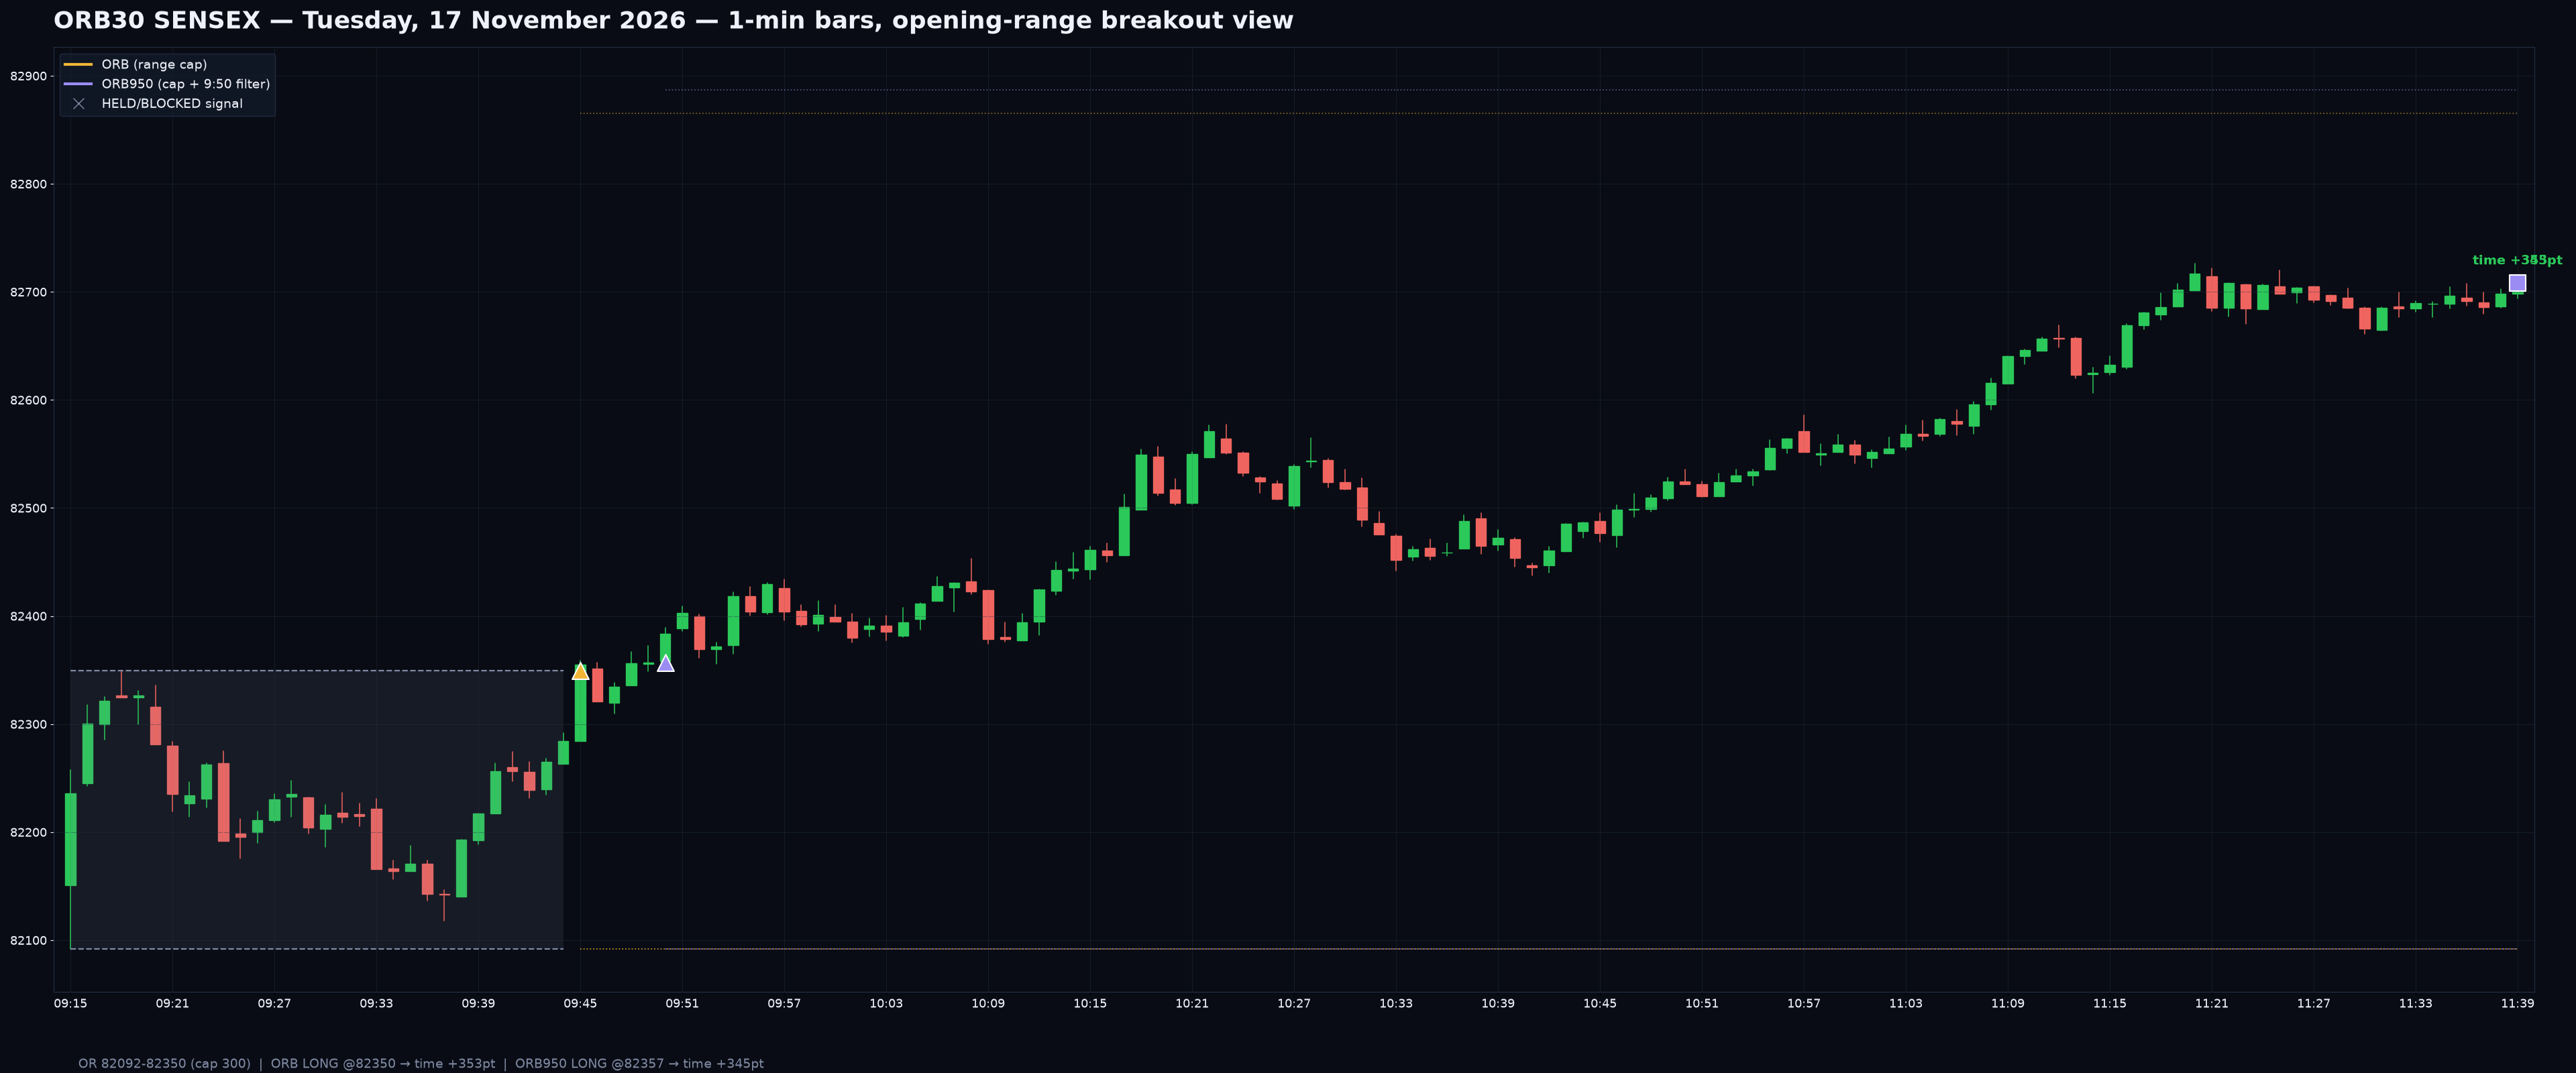 ORB30 SENSEX — Tuesday, 17 November 2026 — 1-min bars, opening-range breakout view
ORB (range cap)
ORB950 (cap + 9:50 filter)
HELD/BLOCKED signal
82900
82800
82700
82600
82500
82400
82300
82200
82100
time +pt
09:15 09:21 09:27 09:33 09:39 09:45 09:51 09:57 10:03 10:09 10:15 10:21 10:27 10:33 10:39 10:45 10:51 10:57 11:03 11:09 11:15 11:21 11:27 11:33 11:39
OR 82092-82350 (cap 300) | ORB LONG @82350 → time +353pt | ORB950 LONG @82357 → time +345pt